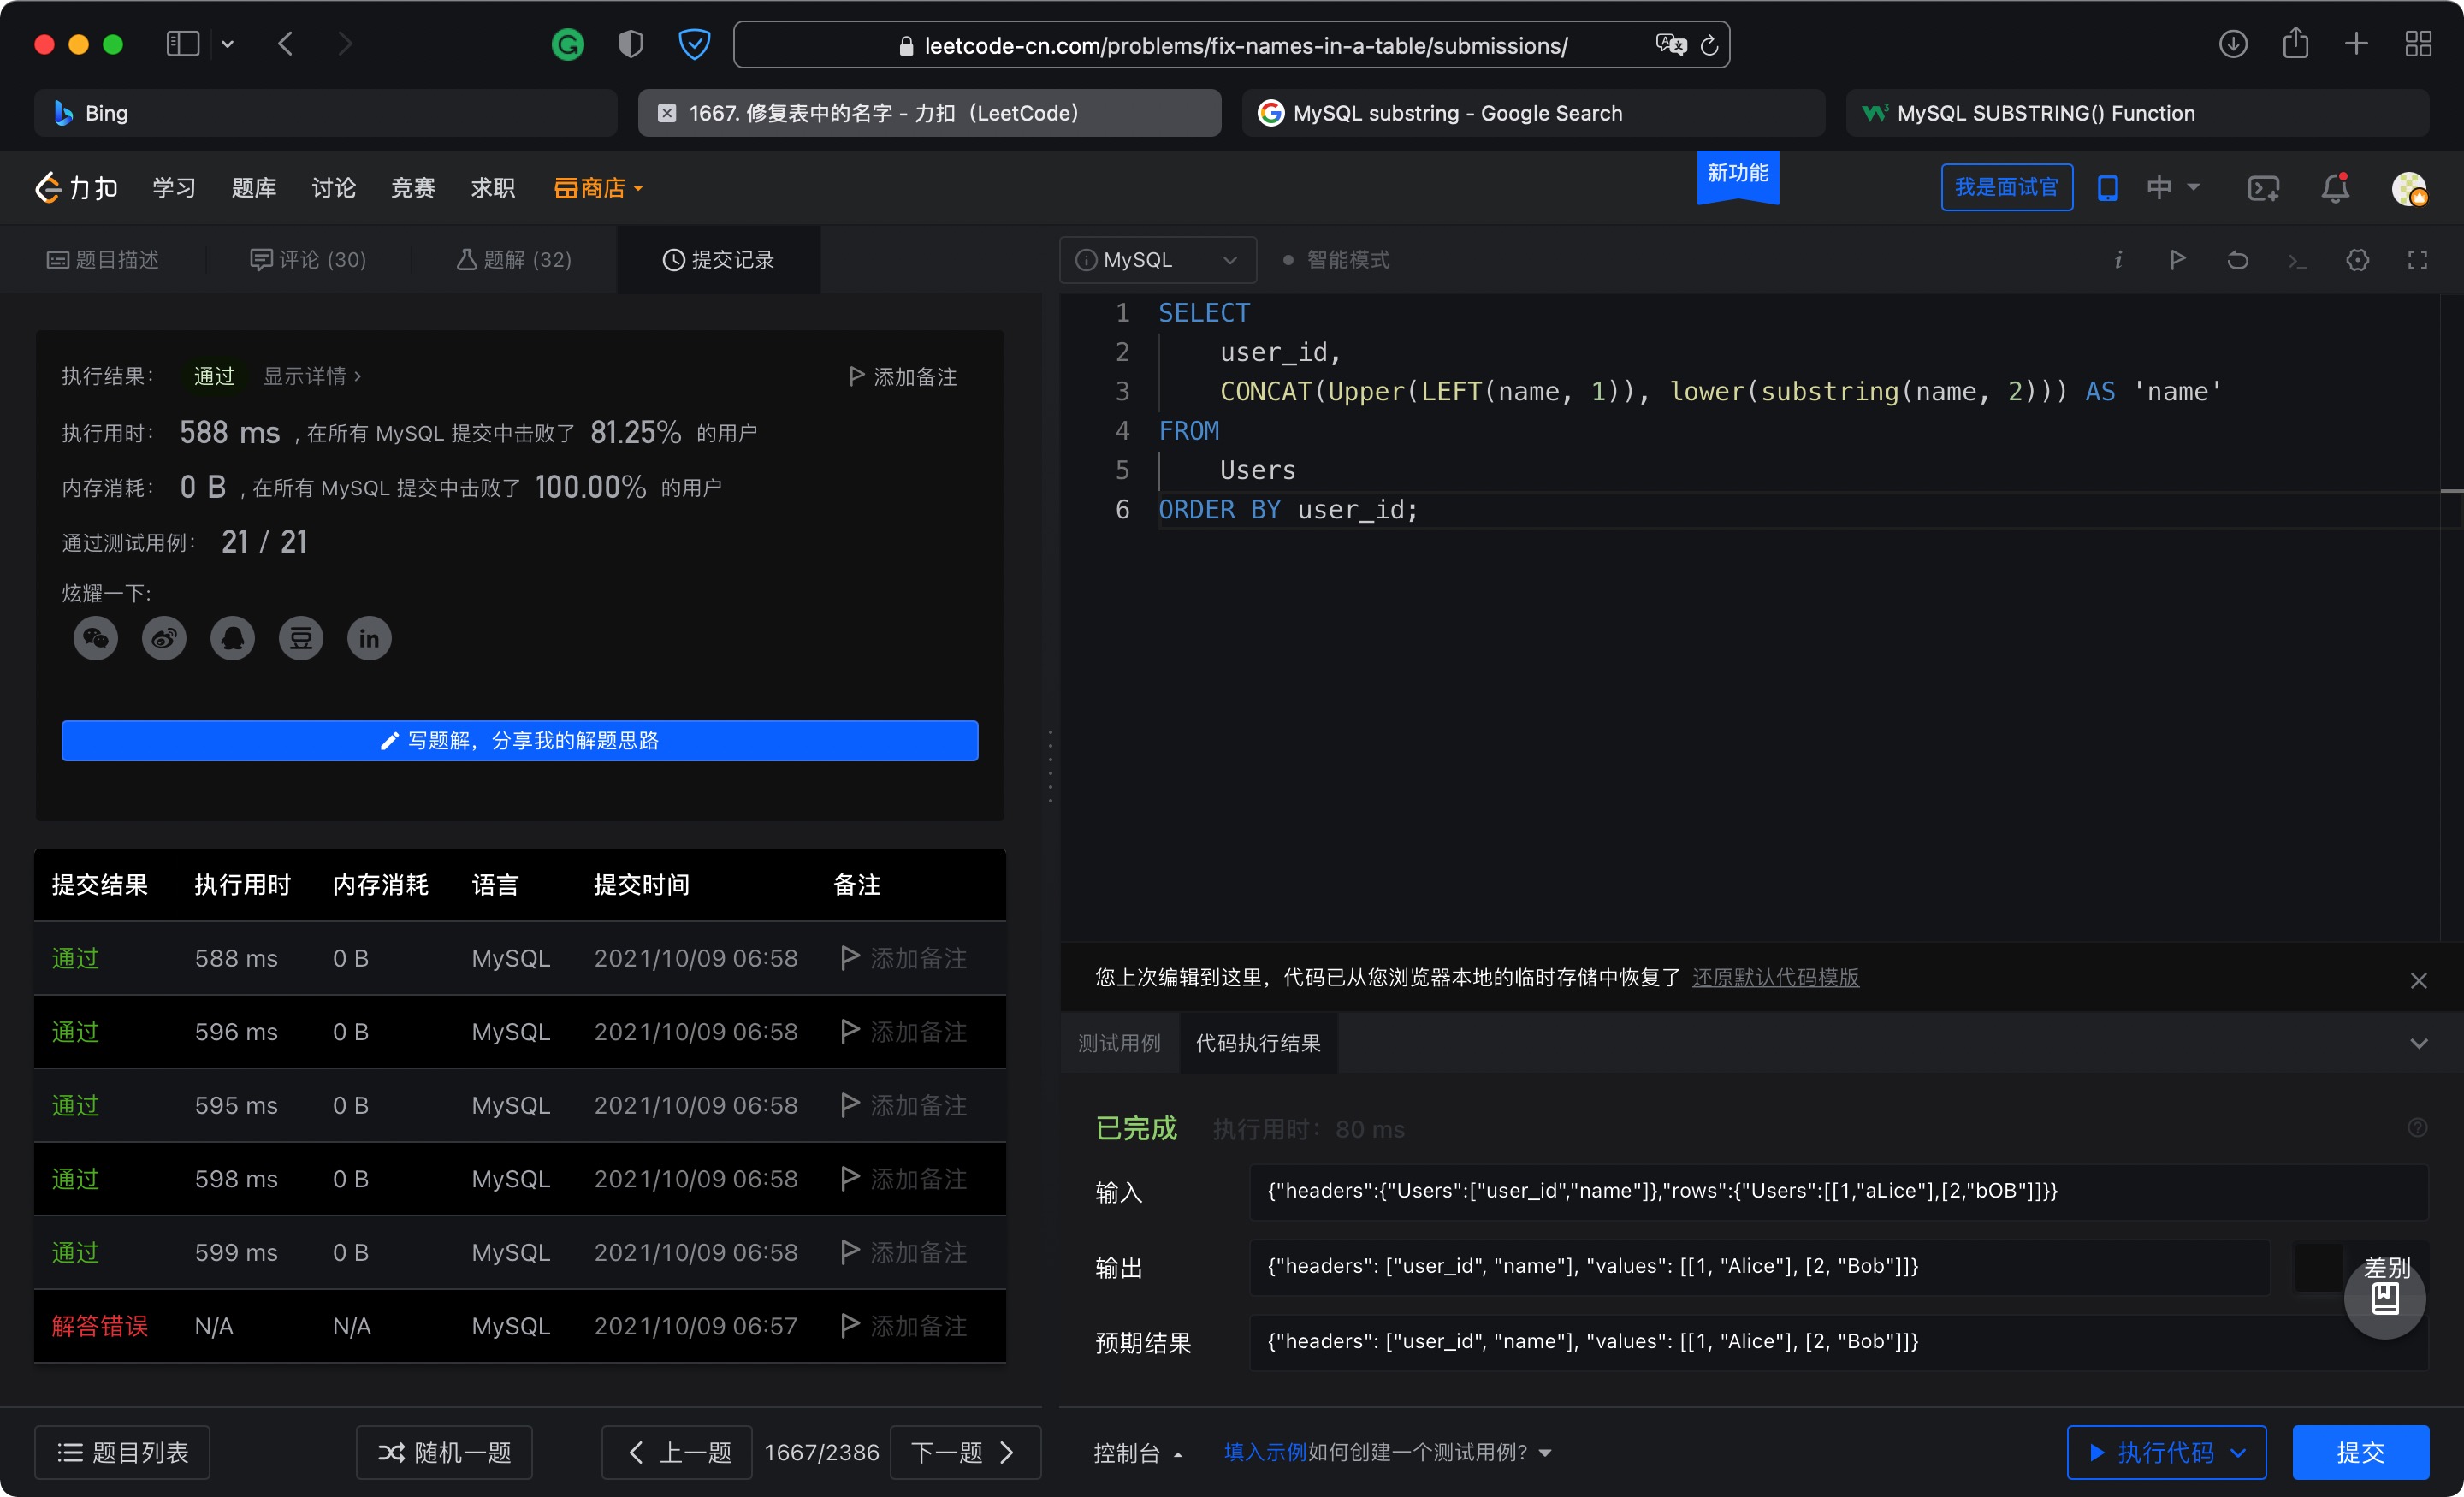 leetcode-cn.com/problems/fix-names-in-a-table/submissions/
Bing
1667. 修复表中的名字 - 力扣（LeetCode）
MySQL substring - Google Search
MySQL SUBSTRING() Function
力扣 学习 题库 讨论 竞赛 求职 商店
新功能
我是面试官
中
题目描述
评论 (30)
题解 (32)
提交记录
MySQL
智能模式
执行结果： 通过 显示详情 >
添加备注
执行用时： 588 ms , 在所有 MySQL 提交中击败了 81.25% 的用户
内存消耗： 0 B , 在所有 MySQL 提交中击败了 100.00% 的用户
通过测试用例： 21 / 21
炫耀一下:
豆 in
写题解，分享我的解题思路
提交结果 执行用时 内存消耗 语言 提交时间 备注
通过 588 ms 0 B MySQL 2021/10/09 06:58 添加备注
通过 596 ms 0 B MySQL 2021/10/09 06:58 添加备注
通过 595 ms 0 B MySQL 2021/10/09 06:58 添加备注
通过 598 ms 0 B MySQL 2021/10/09 06:58 添加备注
通过 599 ms 0 B MySQL 2021/10/09 06:58 添加备注
解答错误 N/A N/A MySQL 2021/10/09 06:57 添加备注
题目列表
随机一题
上一题
1667/2386
下一题
1 SELECT
2 user_id,
3 CONCAT(Upper(LEFT(name, 1)), lower(substring(name, 2))) AS 'name'
4 FROM
5 Users
6 ORDER BY user_id;
您上次编辑到这里，代码已从您浏览器本地的临时存储中恢复了 还原默认代码模版
测试用例
代码执行结果
已完成 执行用时：80 ms
输入 {"headers":{"Users":["user_id","name"]},"rows":{"Users":[[1,"aLice"],[2,"bOB"]]}}
输出 {"headers": ["user_id", "name"], "values": [[1, "Alice"], [2, "Bob"]]}
差别
预期结果 {"headers": ["user_id", "name"], "values": [[1, "Alice"], [2, "Bob"]]}
控制台
填入示例如何创建一个测试用例?
执行代码
提交